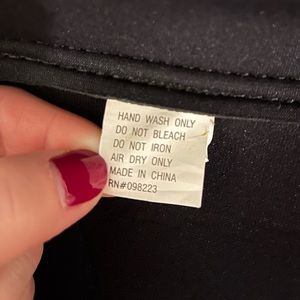 HAND WASH ONLY
DO NOT BLEACH
DO NOT IRON
AIR DRY ONLY
MADE IN CHINA
RN#098223